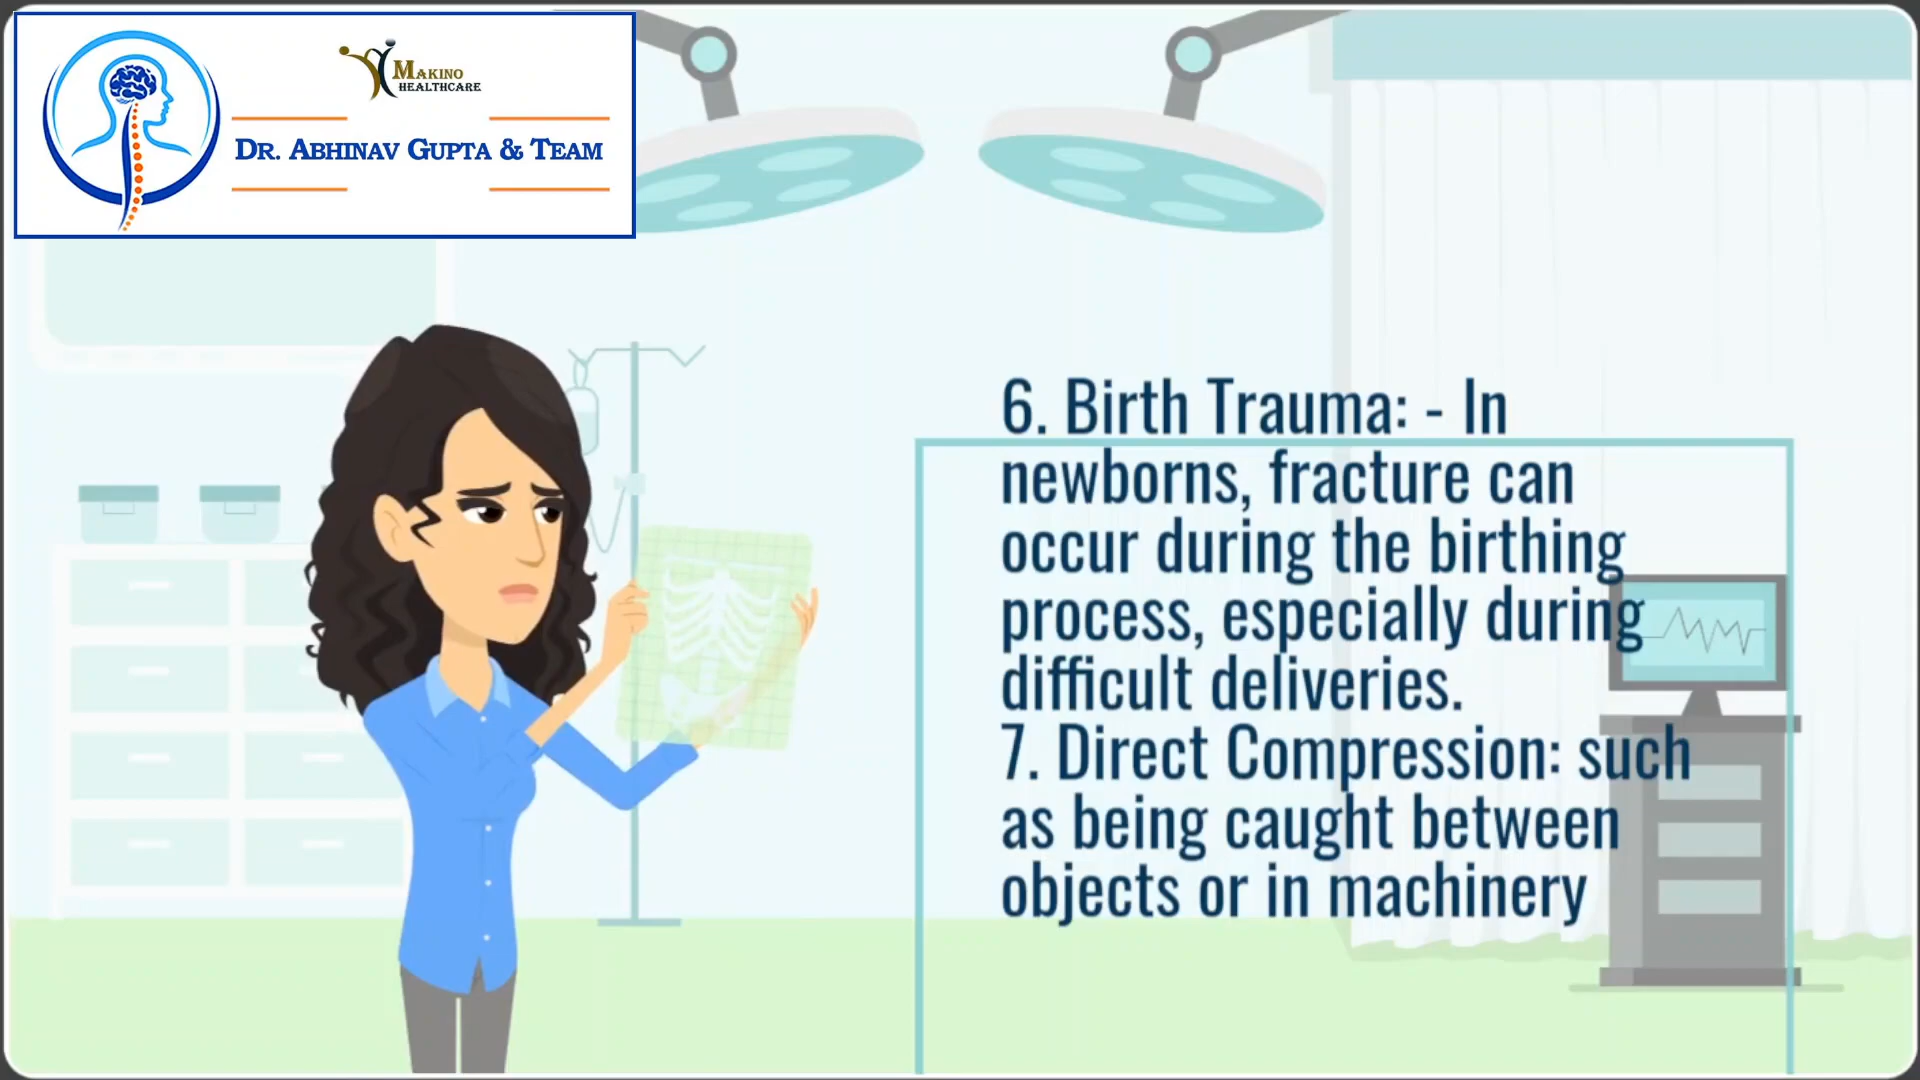 MAKINO
HEALTHCARE
DR. ABHINAV GUPTA & TEAM
6. Birth Trauma: - In
newborns, fracture can
occur during the birthing
process, especially during
difficult deliveries.
7. Direct Compression: such
as being caught between
objects or in machinery